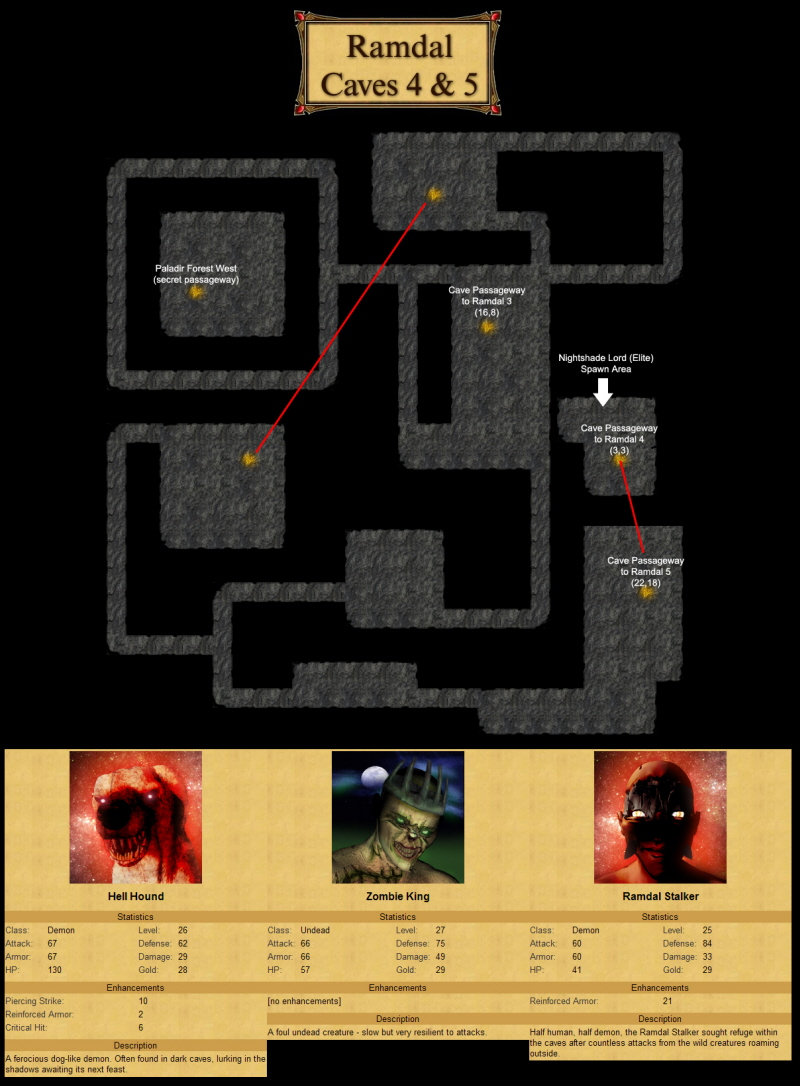 Ramdal
Caves 4 & 5
Paladir Forest West
(secret passageway)
Cave Passageway
to Ramdal 3
(16,8)
Nightshade Lord (Elite)
Spawn Area
Cave Passageway
to Ramdal 4
(3,3)
Cave Passageway
to Ramdal 5
(22,18)
Hell Hound
Statistics
Class: Demon Level: 26
Attack: 67 Defense: 62
Armor: 67 Damage: 29
HP: 130 Gold: 28
Enhancements
Piercing Strike: 10
Reinforced Armor: 2
Critical Hit: 6
Description
A ferocious dog-like demon. Often found in dark caves, lurking in the
shadows awaiting its next feast.
Zombie King
Statistics
Class: Undead Level: 27
Attack: 66 Defense: 75
Armor: 66 Damage: 49
HP: 57 Gold: 29
Enhancements
[no enhancements]
Description
A foul undead creature - slow but very resilient to attacks.
Ramdal Stalker
Statistics
Class: Demon Level: 25
Attack: 60 Defense: 84
Armor: 60 Damage: 33
HP: 41 Gold: 29
Enhancements
Reinforced Armor: 21
Description
Half human, half demon, the Ramdal Stalker sought refuge within
the caves after countless attacks from the wild creatures roaming
outside.